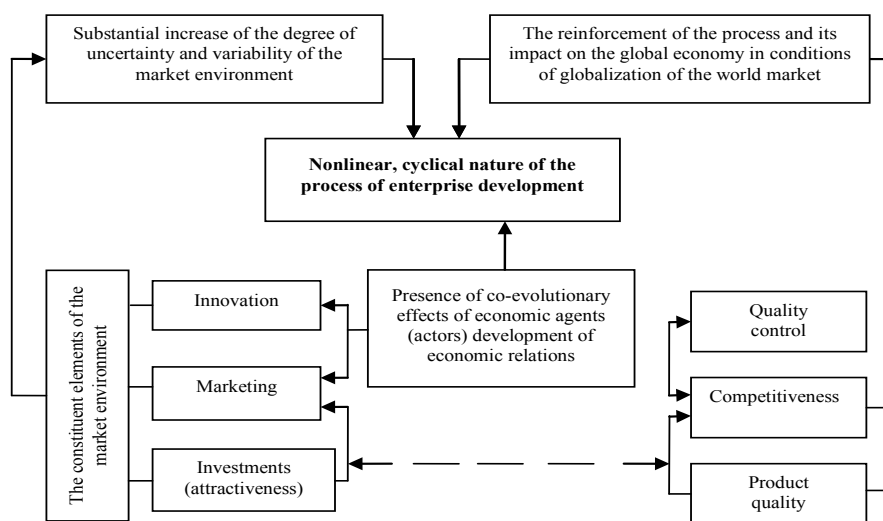 Substantial increase of the degree of
uncertainty and variability of the
market environment
The reinforcement of the process and its
impact on the global economy in conditions
of globalization of the world market
Nonlinear, cyclical nature of the
process of enterprise development
The constituent elements of the
market environment
Innovation
Marketing
Investments
(attractiveness)
Presence of co-evolutionary
effects of economic agents
(actors) development of
economic relations
Quality
control
Competitiveness
Product
quality